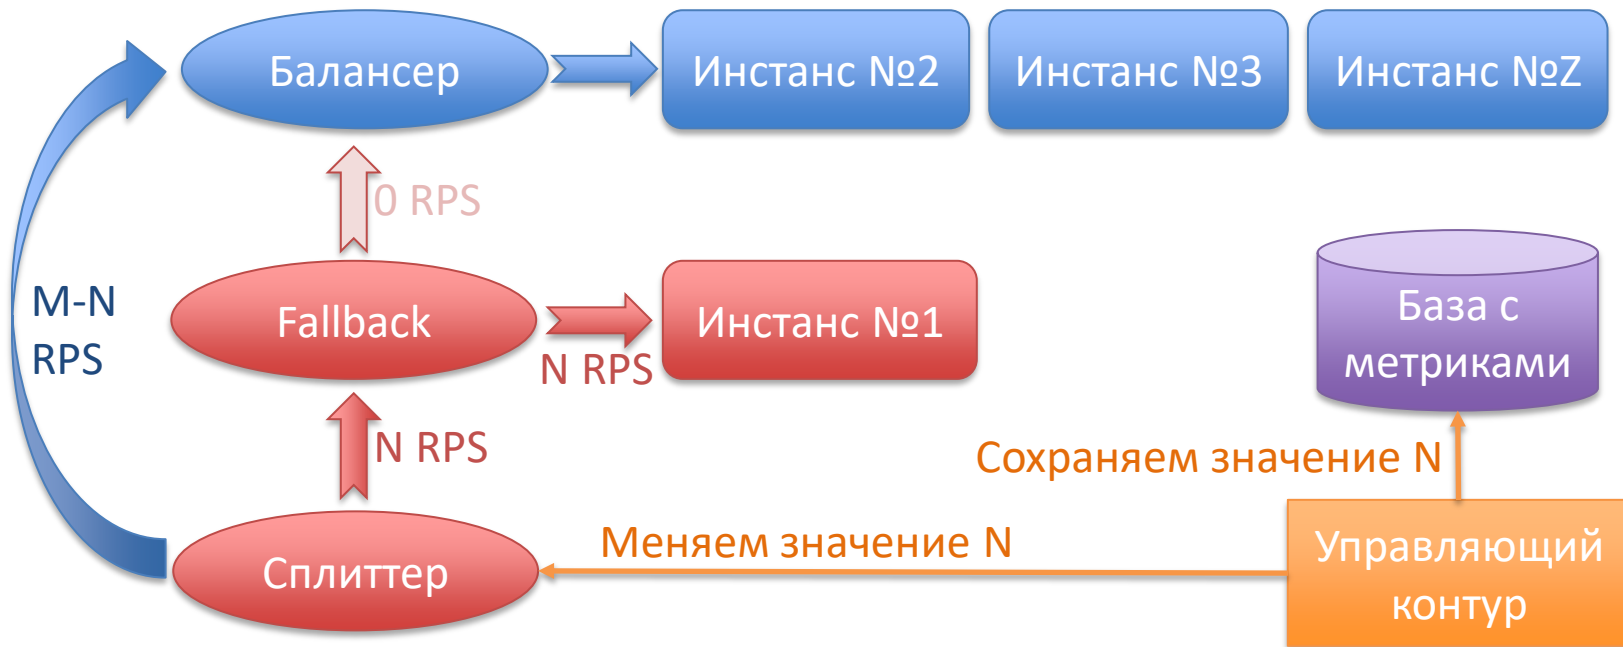 Балансер
Инстанс №2
Инстанс №3
Инстанс №Z
0 RPS
M-N
RPS
Fallback
N RPS
Инстанс №1
База с
метриками
N RPS
Сохраняем значение N
Сплиттер
Меняем значение N
Управляющий
контур